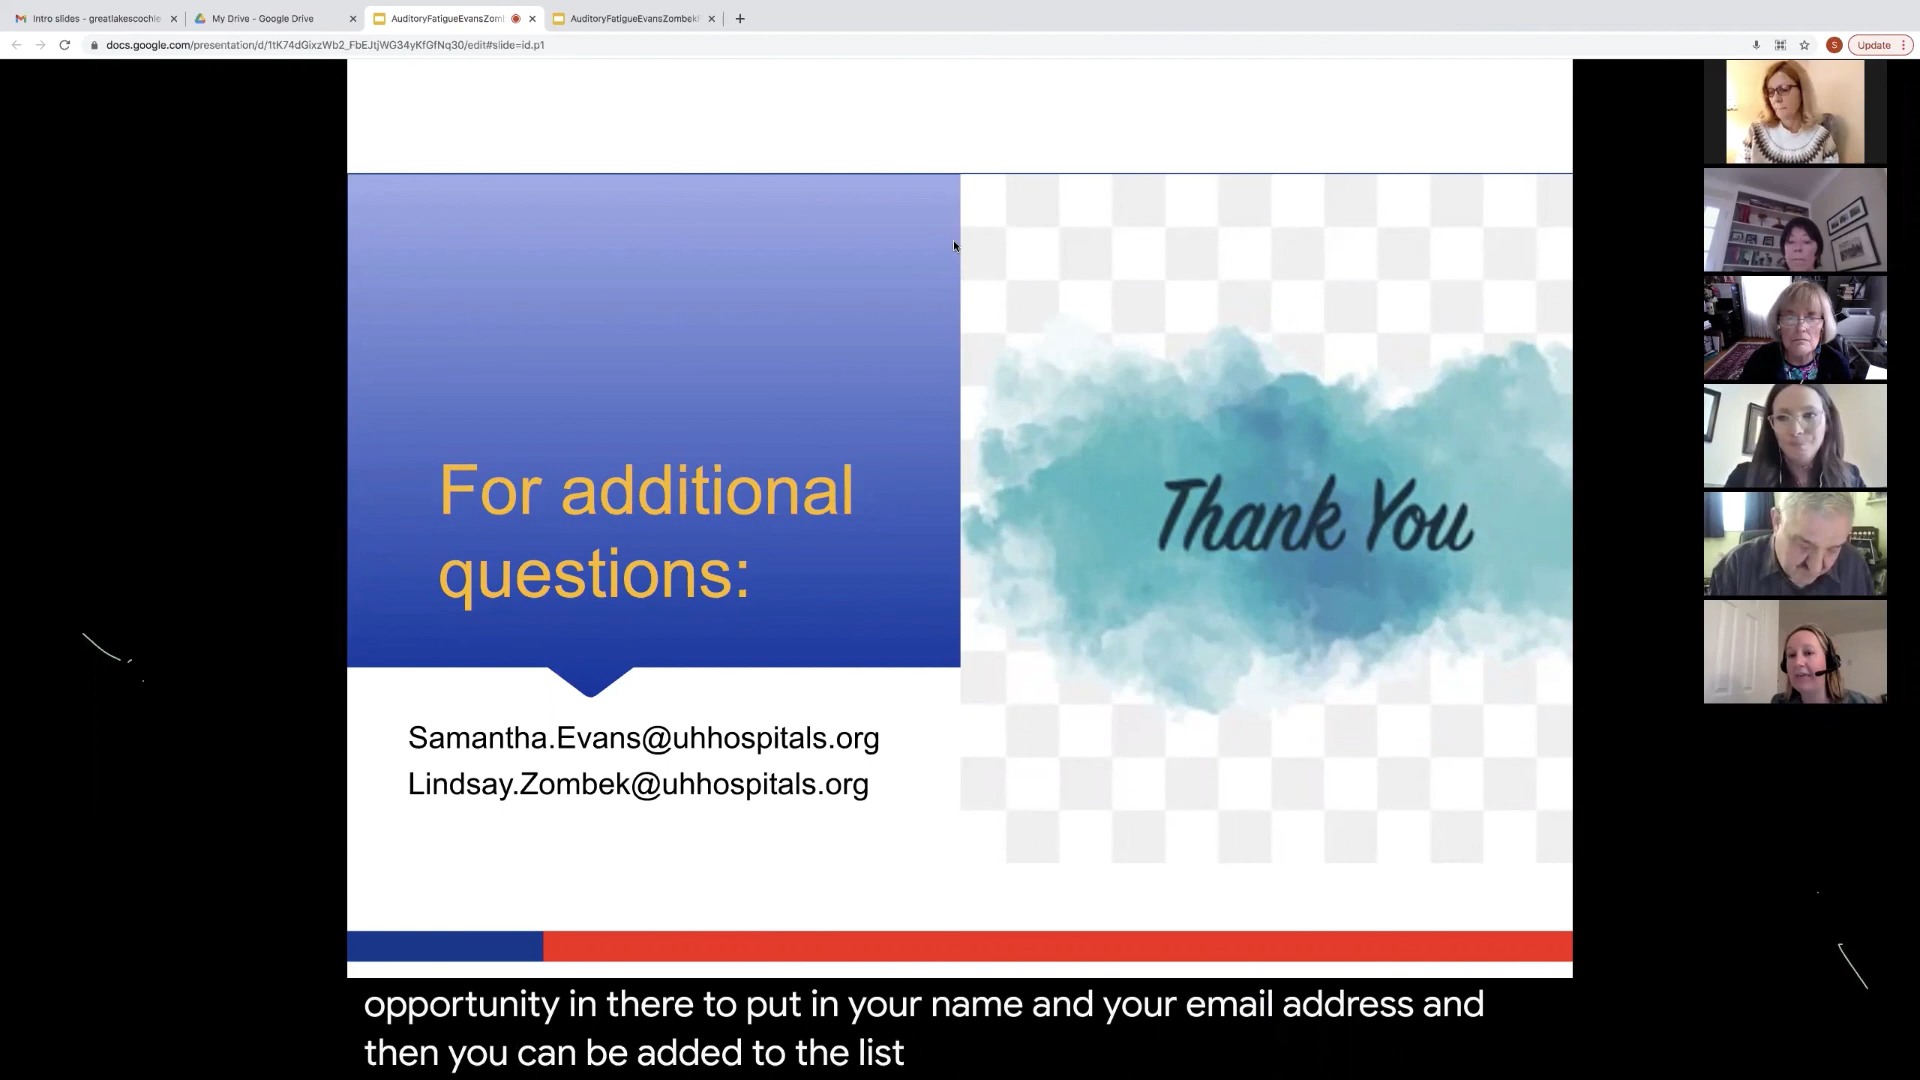 Intro slides - greatlakescochle
My Drive - Google Drive
AuditoryFatigueEvansZom
AuditoryFatigueEvansZombek
docs.google.com/presentation/d/1tK74dGixzWb2_FbEJtjWG34yKfGfNq30/edit#slide=id.p1
S
Update
For additional
questions:
Thank You
Samantha.Evans@uhhospitals.org
Lindsay.Zombek@uhhospitals.org
opportunity in there to put in your name and your email address and
then you can be added to the list